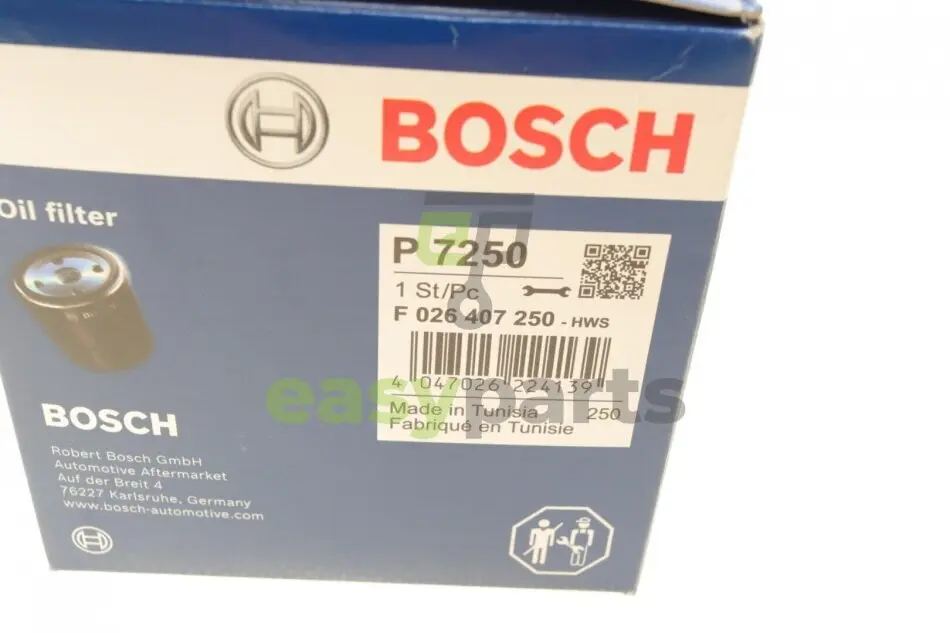 BOSCH
Oil filter
P 7250
1 St/Pc
F 026 407 250 - HWS
4 047026 224139
Made in Tunisia 250
Fabriqué en Tunisie
easyparts
BOSCH
Robert Bosch GmbH
Automotive Aftermarket
Auf der Breit 4
76227 Karlsruhe, Germany
www.bosch-automotive.com